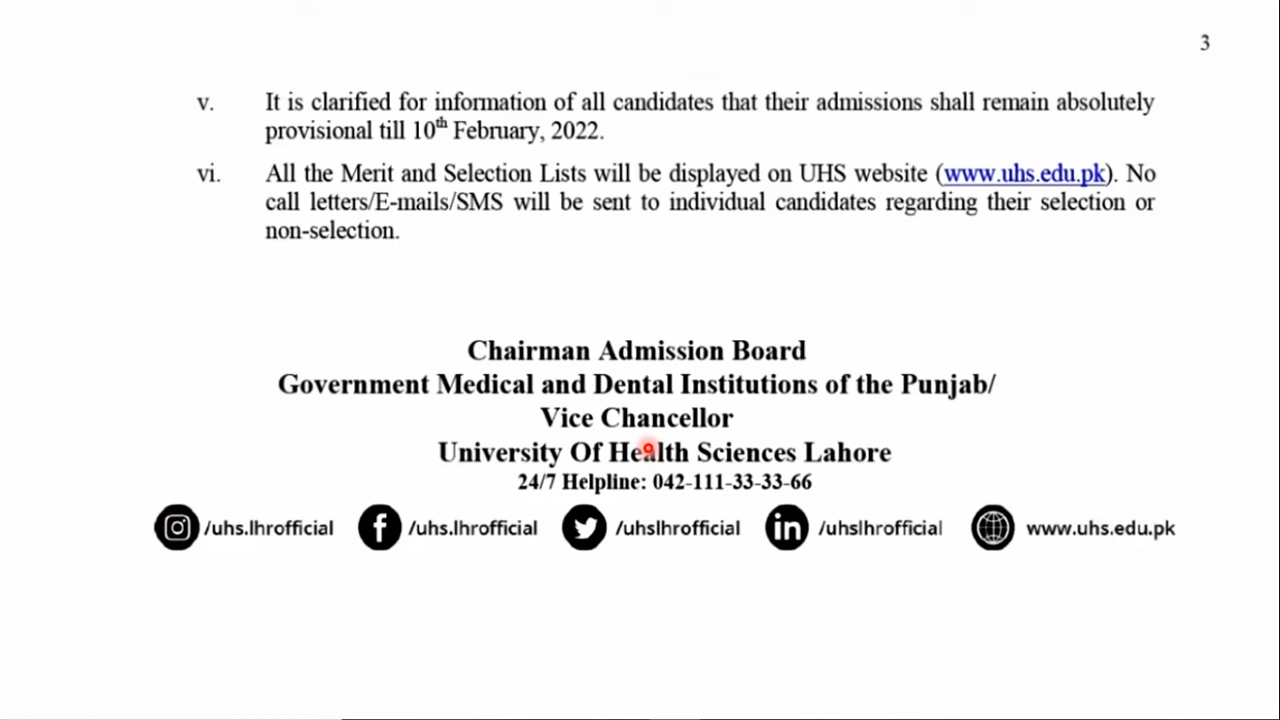 3
v. It is clarified for information of all candidates that their admissions shall remain absolutely
provisional till 10th February, 2022.
vi. All the Merit and Selection Lists will be displayed on UHS website (www.uhs.edu.pk). No
call letters/E-mails/SMS will be sent to individual candidates regarding their selection or
non-selection.
Chairman Admission Board
Government Medical and Dental Institutions of the Punjab/
Vice Chancellor
University Of Health Sciences Lahore
24/7 Helpline: 042-111-33-33-66
/uhs.lhrofficial /uhs.lhrofficial /uhslhrofficial /uhslhrofficial www.uhs.edu.pk